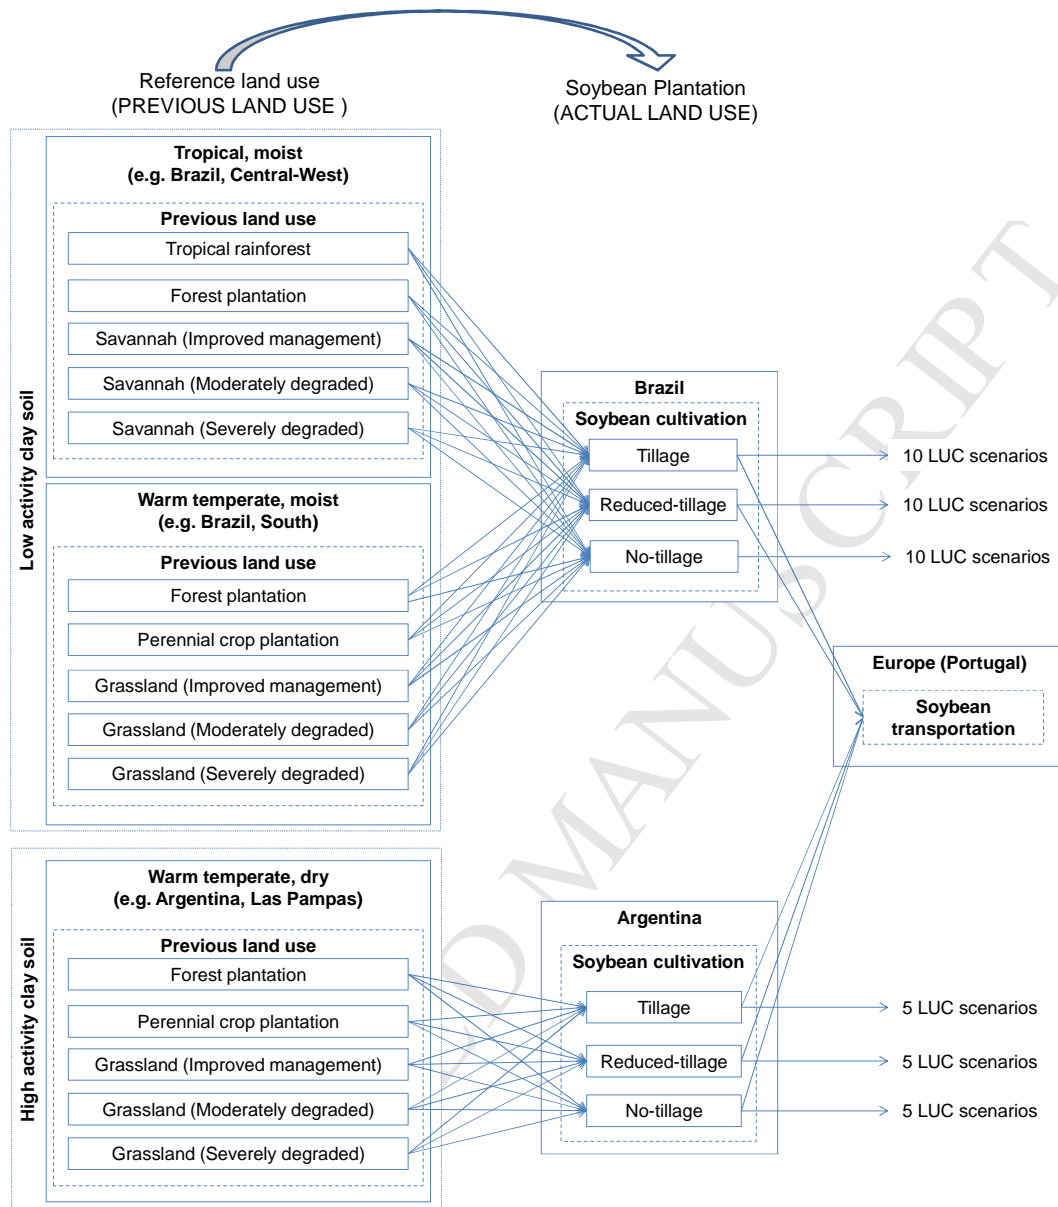 Reference land use
(PREVIOUS LAND USE )
Soybean Plantation
(ACTUAL LAND USE)
Low activity clay soil
Tropical, moist
(e.g. Brazil, Central-West)
Previous land use
Tropical rainforest
Forest plantation
Savannah (Improved management)
Savannah (Moderately degraded)
Savannah (Severely degraded)
Warm temperate, moist
(e.g. Brazil, South)
Previous land use
Forest plantation
Perennial crop plantation
Grassland (Improved management)
Grassland (Moderately degraded)
Grassland (Severely degraded)
Brazil
Soybean cultivation
Tillage
Reduced-tillage
No-tillage
10 LUC scenarios
10 LUC scenarios
10 LUC scenarios
Europe (Portugal)
Soybean
transportation
High activity clay soil
Warm temperate, dry
(e.g. Argentina, Las Pampas)
Previous land use
Forest plantation
Perennial crop plantation
Grassland (Improved management)
Grassland (Moderately degraded)
Grassland (Severely degraded)
Argentina
Soybean cultivation
Tillage
Reduced-tillage
No-tillage
5 LUC scenarios
5 LUC scenarios
5 LUC scenarios
ED MANUSCRIPT